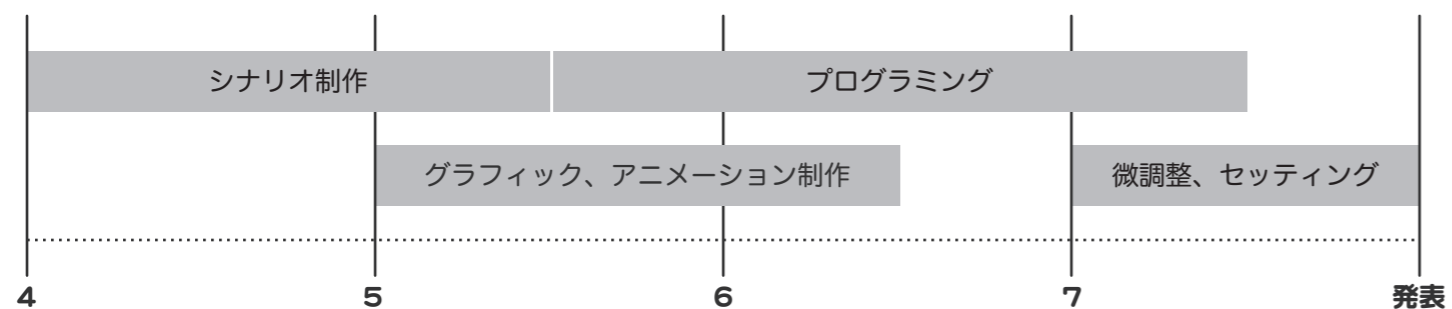 シナリオ制作
プログラミング
グラフィック、アニメーション制作
微調整、セッティング
4
5
6
7
発表